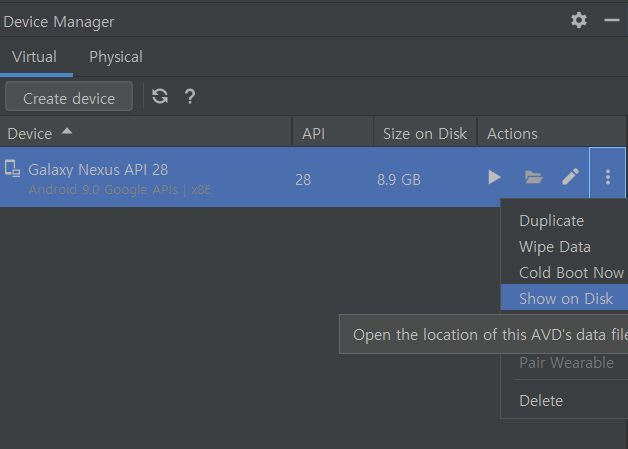 Device Manager
Virtual Physical
Create device ?
Device API Size on Disk Actions
Galaxy Nexus API 28
Android 9.0 Google APIs | x86
28 8.9 GB
Duplicate
Wipe Data
Cold Boot Now
Show on Disk
Open the location of this AVD's data file
Pair Wearable
Delete